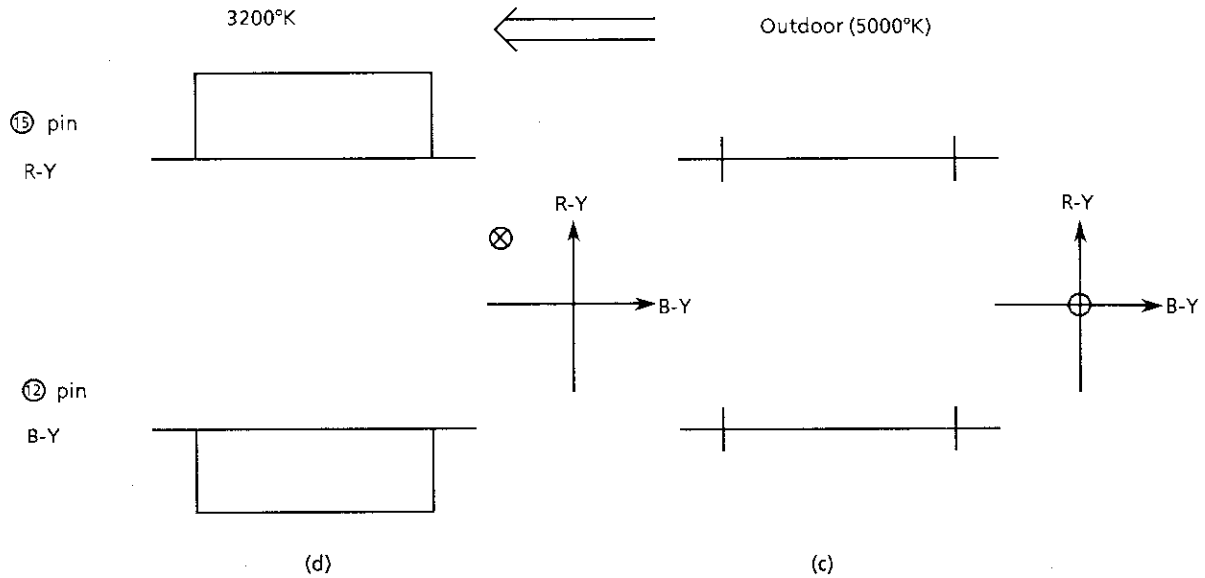 3200°K
Outdoor (5000°K)
⑮ pin
R-Y
R-Y
B-Y
R-Y
B-Y
⑫ pin
B-Y
(d)
(c)